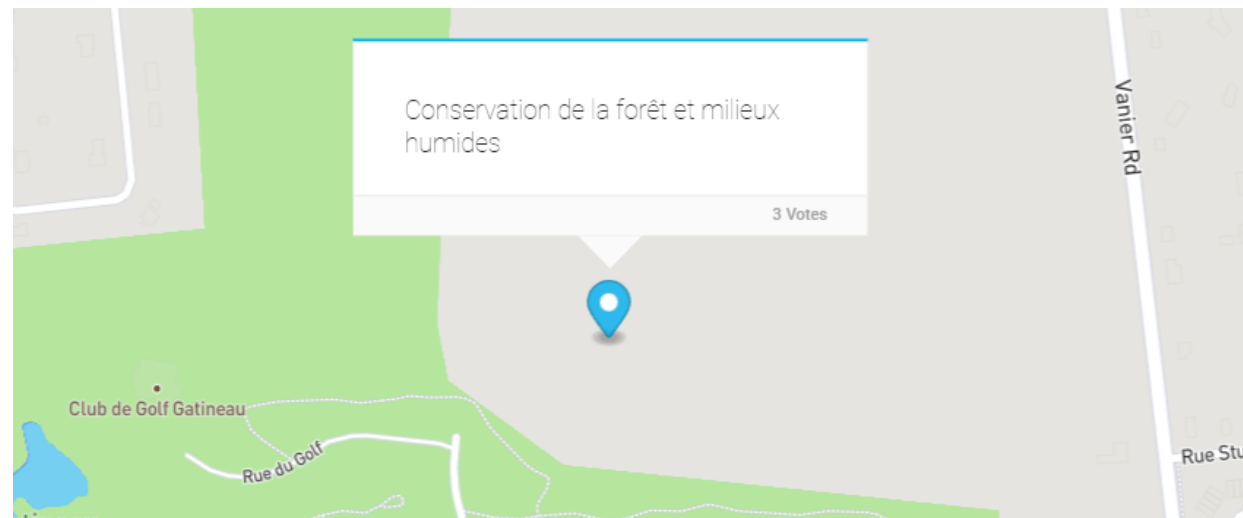 Conservation de la forêt et milieux
humides
3 Votes
Vanier Rd
Club de Golf Gatineau
Rue du Golf
Rue Stu